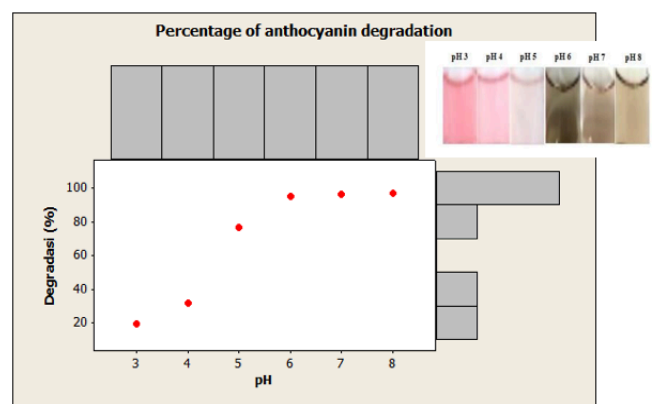 Percentage of anthocyanin degradation
pH 3 pH 4 pH 5 pH 6 pH 7 pH 8
Degradasi (%)
100
80
60
40
20
3 4 5 6 7 8
pH